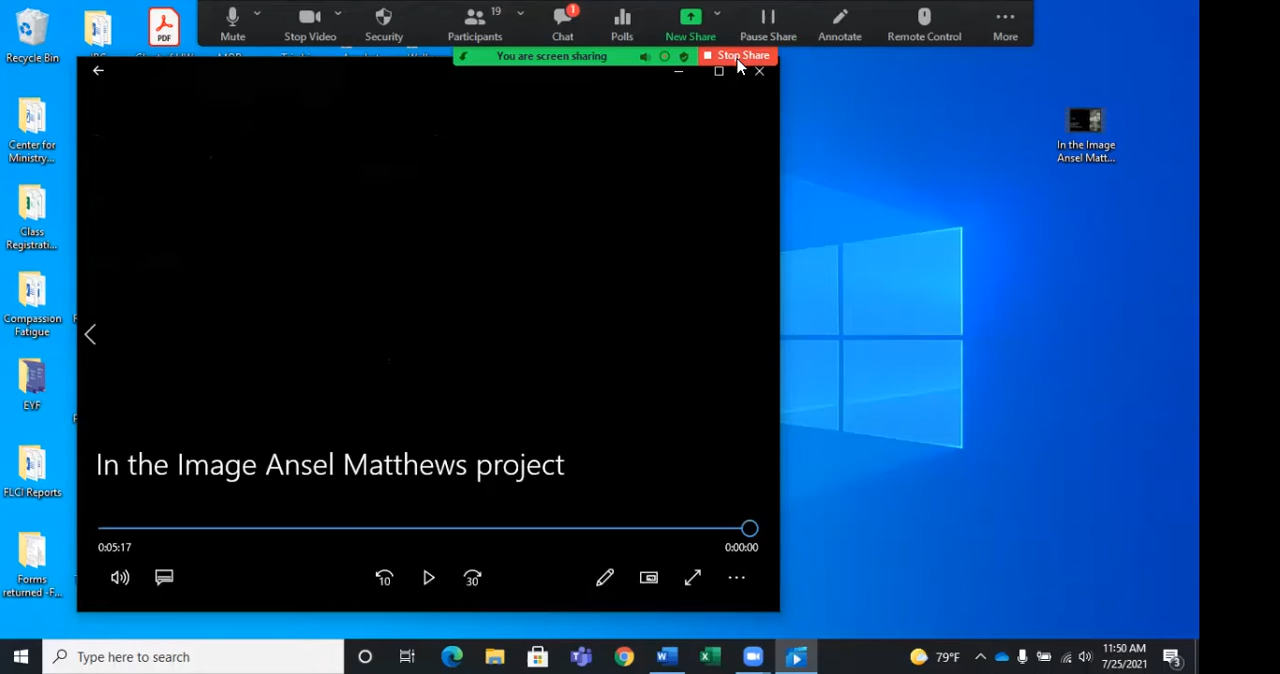 Mute
Stop Video
Security
19
Participants
1
Chat
Polls
New Share
Pause Share
Annotate
Remote Control
More
You are screen sharing
Stop Share
Recycle Bin
PDF
Center for
Ministry...
Class
Registrati...
Compassion
Fatigue
EYF
FLCI Reports
Forms
returned -F...
In the Image
Ansel Matt...
In the Image Ansel Matthews project
0:05:17
0:00:00
10
30
Type here to search
79°F
11:50 AM
7/25/2021
3